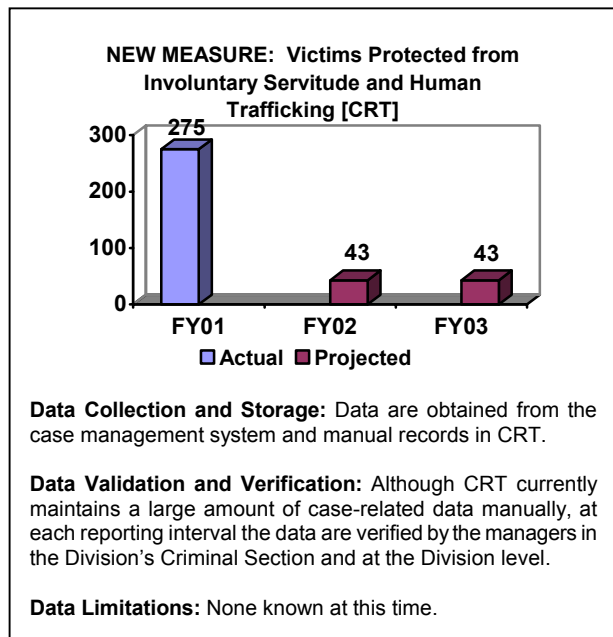 NEW MEASURE: Victims Protected from
Involuntary Servitude and Human
Trafficking [CRT]
300
275
200
100
43
43
0
FY01
FY02
FY03
Actual
Projected
Data Collection and Storage: Data are obtained from the
case management system and manual records in CRT.
Data Validation and Verification: Although CRT currently
maintains a large amount of case-related data manually, at
each reporting interval the data are verified by the managers in
the Division's Criminal Section and at the Division level.
Data Limitations: None known at this time.